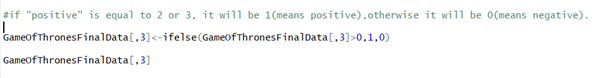 #if "positive" is equal to 2 or 3, it will be 1(means positive),otherwise it will be 0(means negative).
GameOfThronesFinalData[,3]<-ifelse(GameOfThronesFinalData[,3]>0,1,0)
GameOfThronesFinalData[,3]